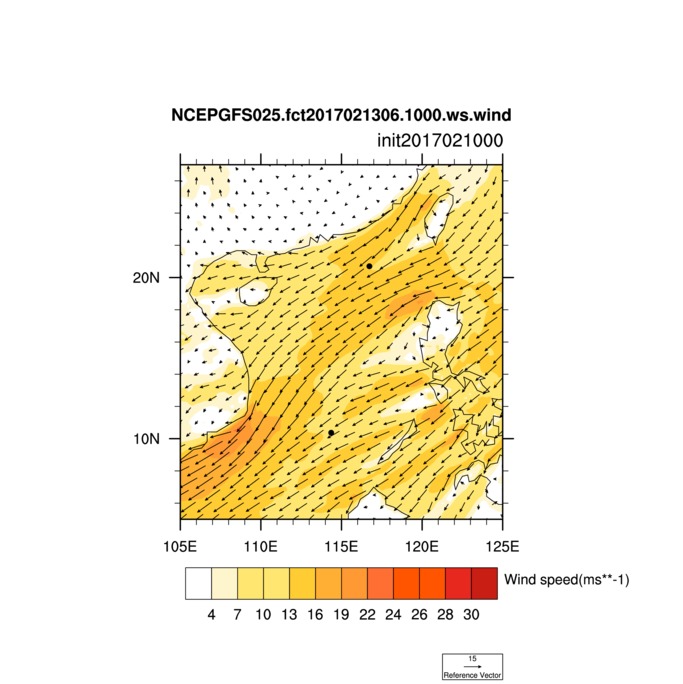 NCEPGFS025.fct2017021306.1000.ws.wind
init2017021000
20N
10N
105E 110E 115E 120E 125E
Wind speed(ms**-1)
4 7 10 13 16 19 22 24 26 28 30
15
Reference Vector